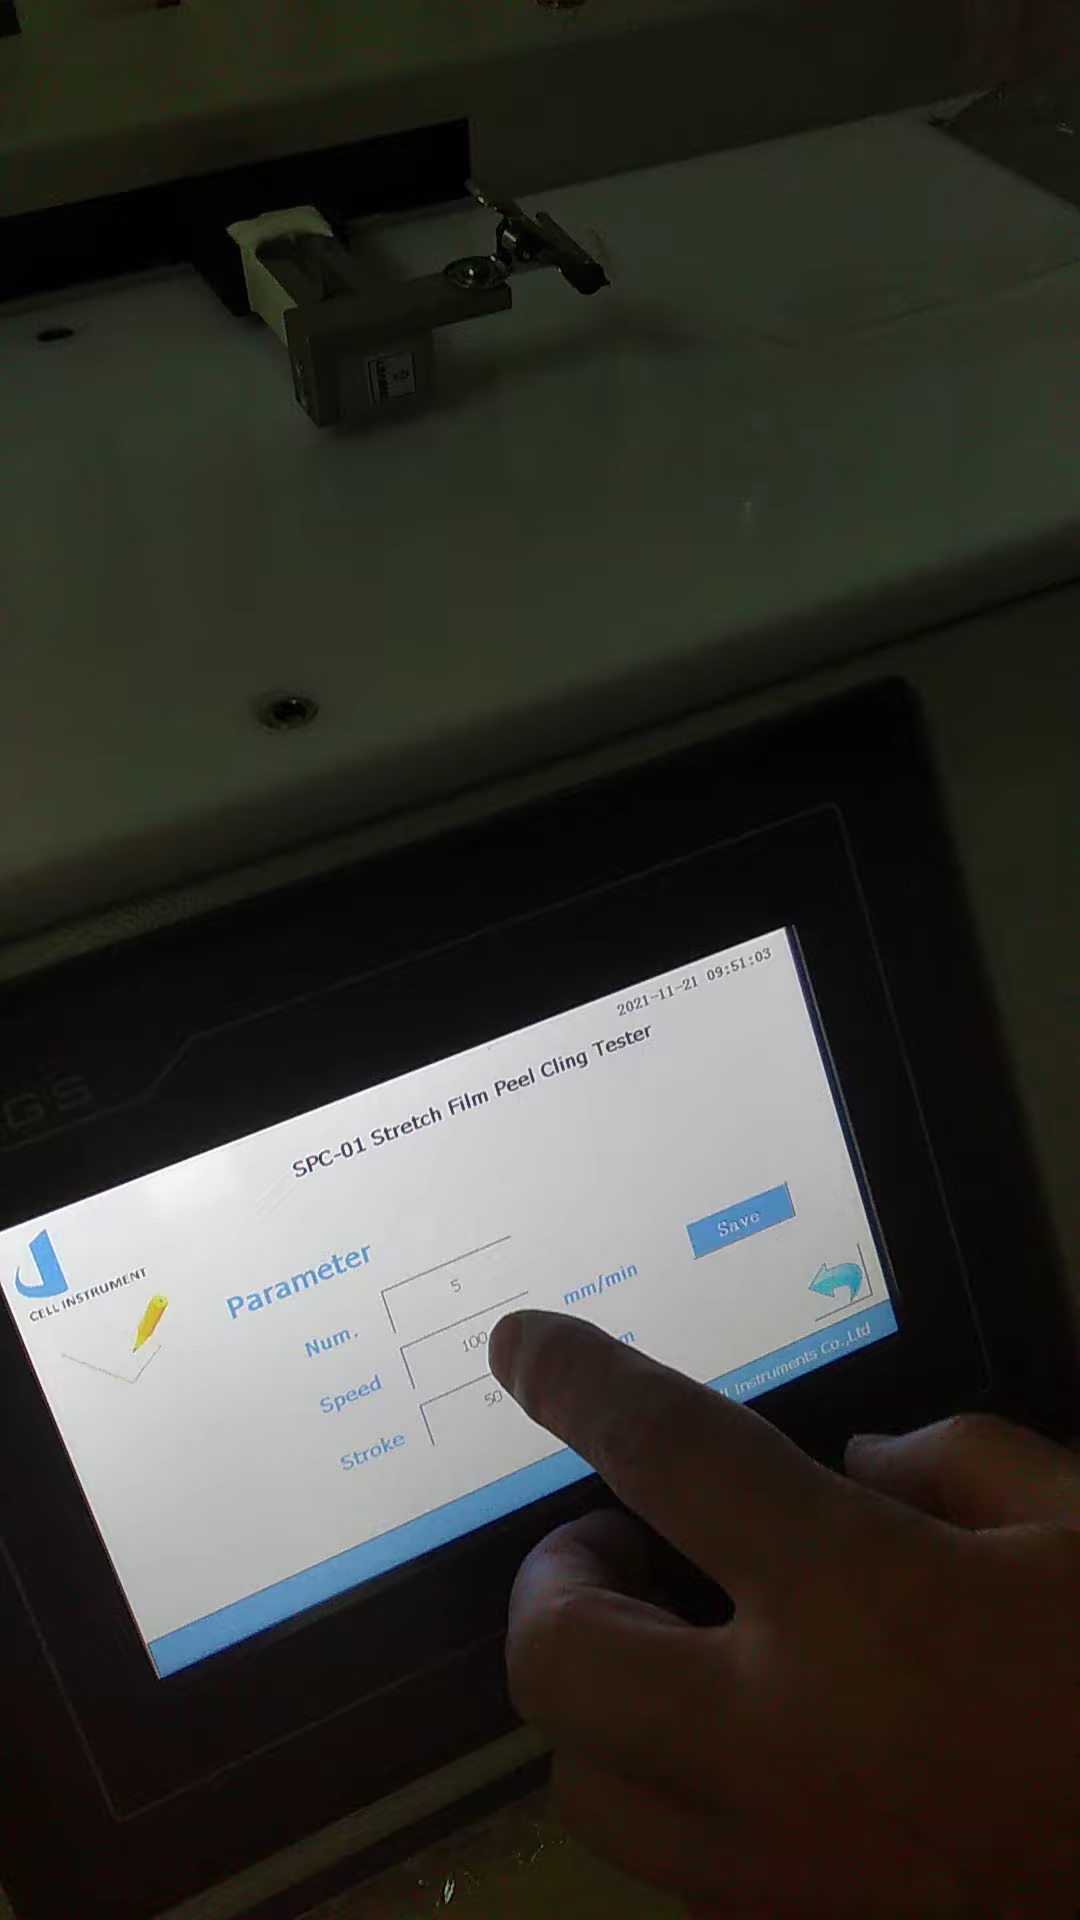 2021-11-21 09:51:03
SPC-01 Stretch Film Peel Cling Tester
CELL INSTRUMENT
Parameter
Save
Num. 5
Speed 100 mm/min
Stroke 50
Instruments Co.,Ltd
GS